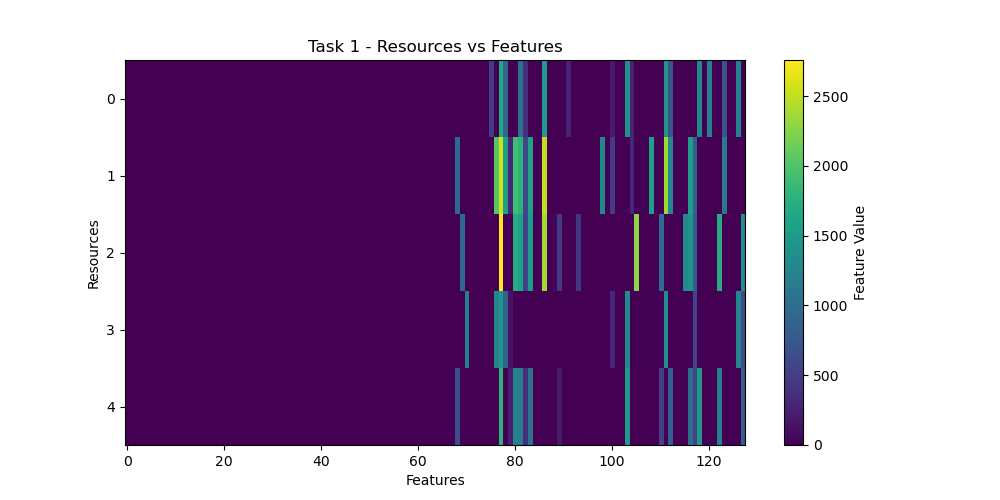 Task 1 - Resources vs Features
Resources
0
1
2
3
4
0 20 40 60 80 100 120
Features
2500
2000
1500
1000
500
0
Feature Value